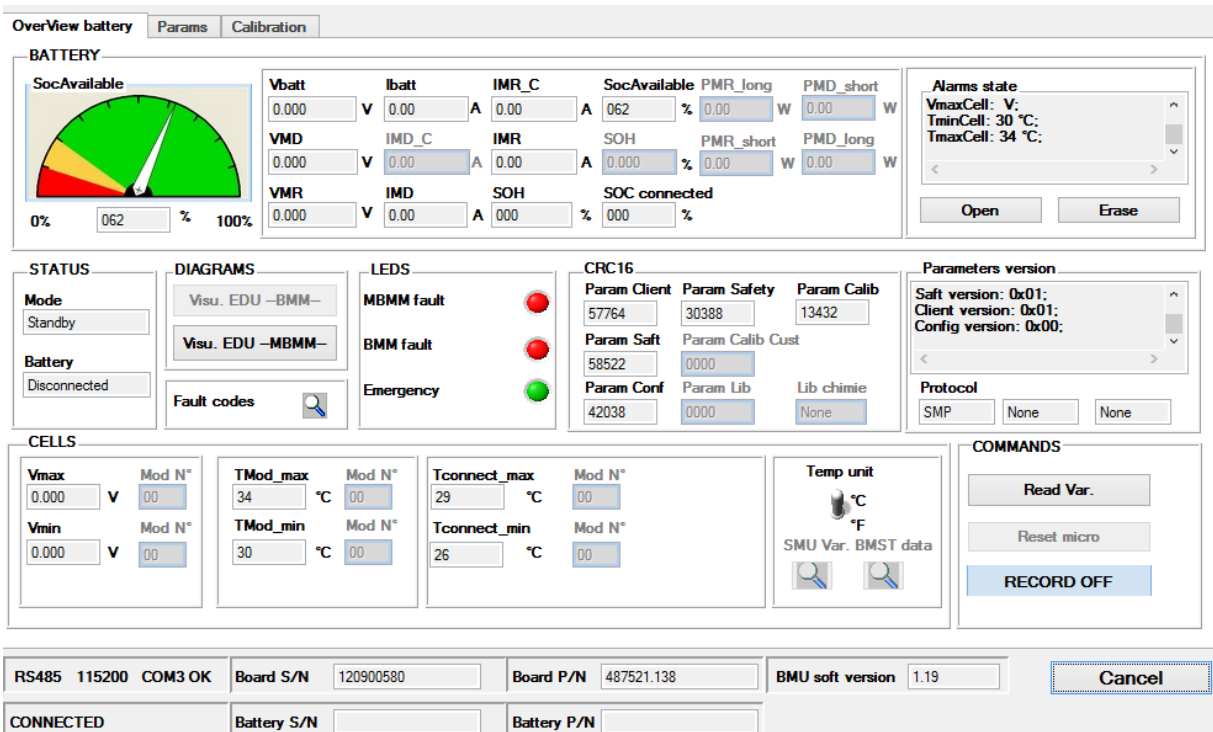 OverView battery Params Calibration
BATTERY
SocAvailable
0% 062 % 100%
Vbatt Ibatt IMR_C SocAvailable PMR_long PMD_short
0.000 V 0.00 A 0.00 A 062 % 0.00 W 0.00 W
VMD IMD_C IMR SOH PMR_short PMD_long
0.000 V 0.00 A 0.00 A 0.000 % 0.00 W 0.00 W
VMR IMD SOH SOC connected
0.000 V 0.00 A 000 % 000 %
Alarms state
VmaxCell: V;
TminCell: 30 °C;
TmaxCell: 34 °C;
Open Erase
STATUS
Mode
Standby
Battery
Disconnected
DIAGRAMS
Visu. EDU –BMM–
Visu. EDU –MBMM–
Fault codes
LEDS
MBMM fault
BMM fault
Emergency
CRC16
Param Client Param Safety Param Calib
57764 30388 13432
Param Saft Param Calib Cust
58522 0000
Param Conf Param Lib Lib chimie
42038 0000 None
Parameters version
Saft version: 0x01;
Client version: 0x01;
Config version: 0x00;
Protocol
SMP None None
CELLS
Vmax Mod N°
0.000 V 00
Vmin Mod N°
0.000 V 00
TMod_max Mod N°
34 °C 00
TMod_min Mod N°
30 °C 00
Tconnect_max Mod N°
29 °C 00
Tconnect_min Mod N°
26 °C 00
Temp unit
°C
°F
SMU Var. BMST data
COMMANDS
Read Var.
Reset micro
RECORD OFF
RS485 115200 COM3 OK Board S/N 120900580 Board P/N 487521.138 BMU soft version 1.19 Cancel
CONNECTED Battery S/N Battery P/N